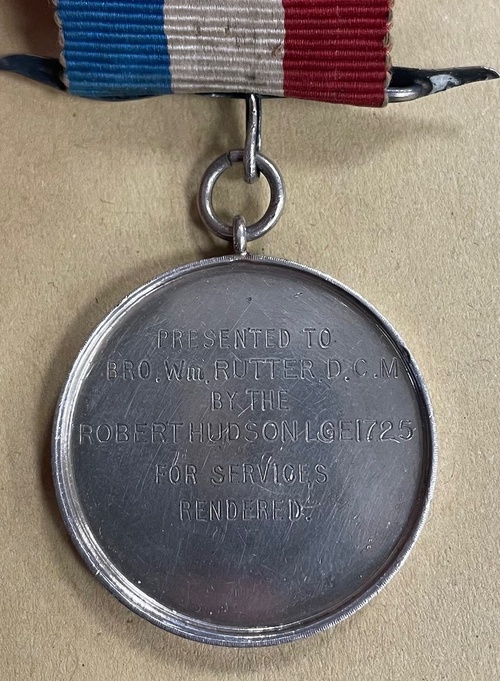 PRESENTED TO
BRO. Wm. RUTTER D.C.M
BY THE
ROBERT HUDSON LGE 1725
FOR SERVICES
RENDERED.